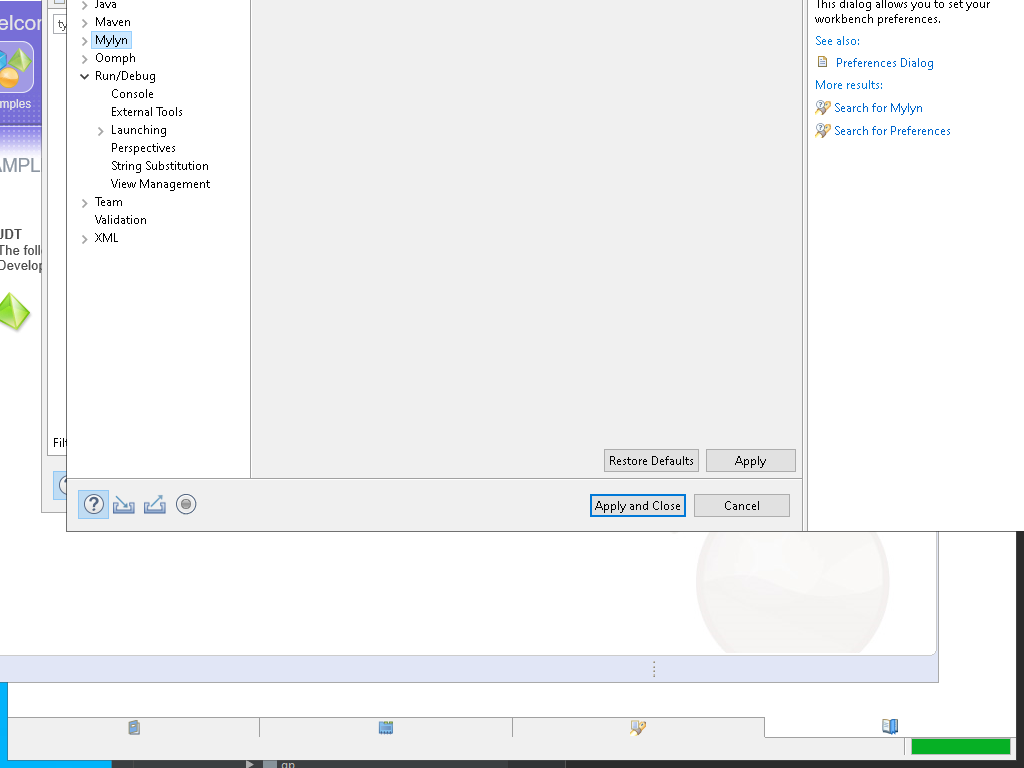 elcor
ty
mples
AMPL
JDT
The foll
Develop
Filt
Java
Maven
Mylyn
Oomph
Run/Debug
Console
External Tools
Launching
Perspectives
String Substitution
View Management
Team
Validation
XML
Restore Defaults
Apply
Apply and Close
Cancel
This dialog allows you to set your
workbench preferences.
See also:
Preferences Dialog
More results:
Search for Mylyn
Search for Preferences